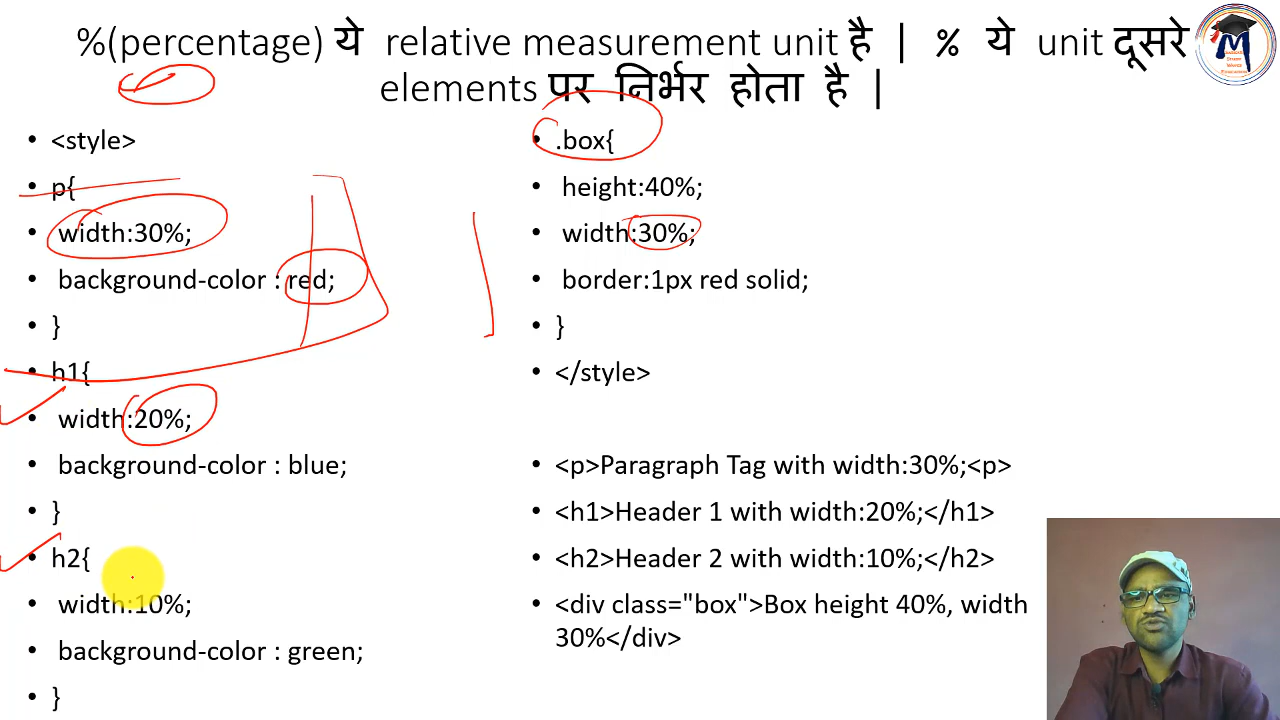 %(percentage) ये relative measurement unit है | % ये unit दूसरे
elements पर निर्भर होता है |
• <style>
• p{
• width:30%;
• background-color : red;
• }
• h1{
• width:20%;
• background-color : blue;
• }
• h2{
• width:10%;
• background-color : green;
• }
• .box{
• height:40%;
• width:30%;
• border:1px red solid;
• }
• </style>
• <p>Paragraph Tag with width:30%;<p>
• <h1>Header 1 with width:20%;</h1>
• <h2>Header 2 with width:10%;</h2>
• <div class="box">Box height 40%, width
30%</div>